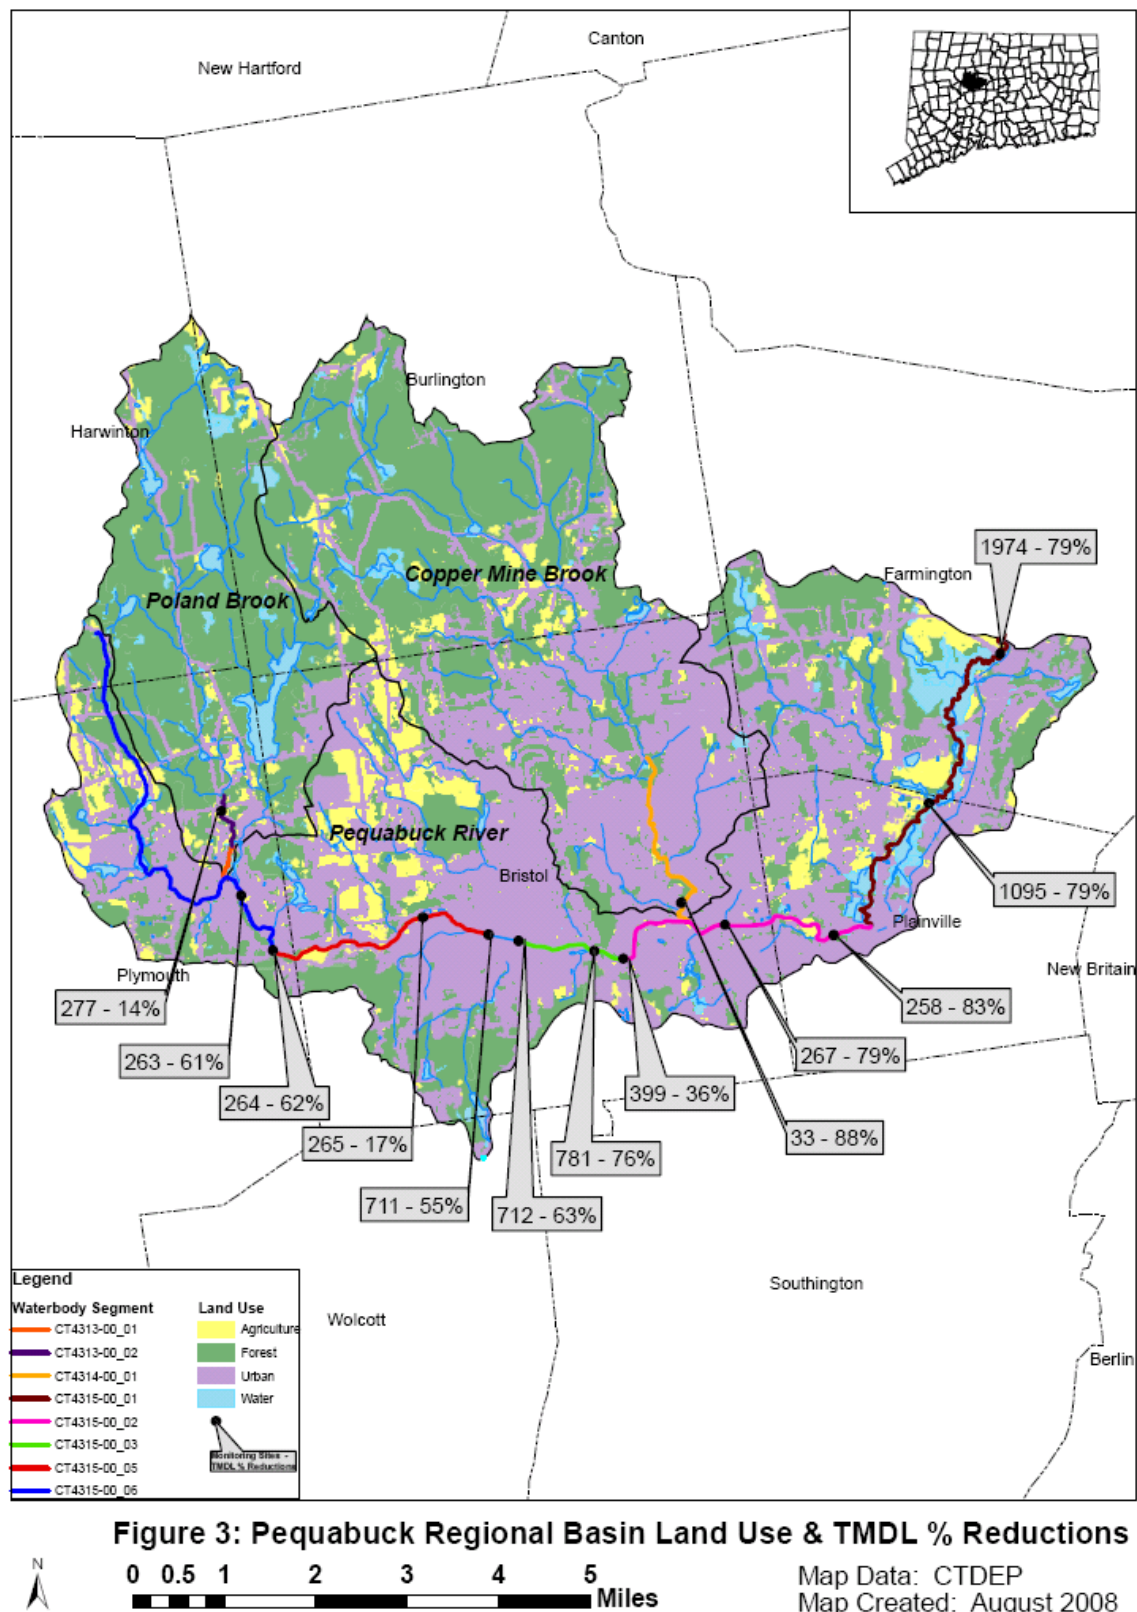 Canton
New Hartford
Burlington
Harwinton
1974 - 79%
Copper Mine Brook
Farmington
Poland Brook
Pequabuck River
Bristol
1095 - 79%
Plainville
Plymouth
New Britain
277 - 14%
258 - 83%
263 - 61%
267 - 79%
264 - 62%
399 - 36%
265 - 17%
33 - 88%
781 - 76%
711 - 55%
712 - 63%
Southington
Wolcott
Berlin
Legend
Waterbody Segment
CT4313-00_01
CT4313-00_02
CT4314-00_01
CT4315-00_01
CT4315-00_02
CT4315-00_03
CT4315-00_05
CT4315-00_06
Land Use
Agriculture
Forest
Urban
Water
Monitoring Sites -
TMDL % Reductions
Figure 3: Pequabuck Regional Basin Land Use & TMDL % Reductions
N
0 0.5 1 2 3 4 5
Miles
Map Data: CTDEP
Map Created: August 2008